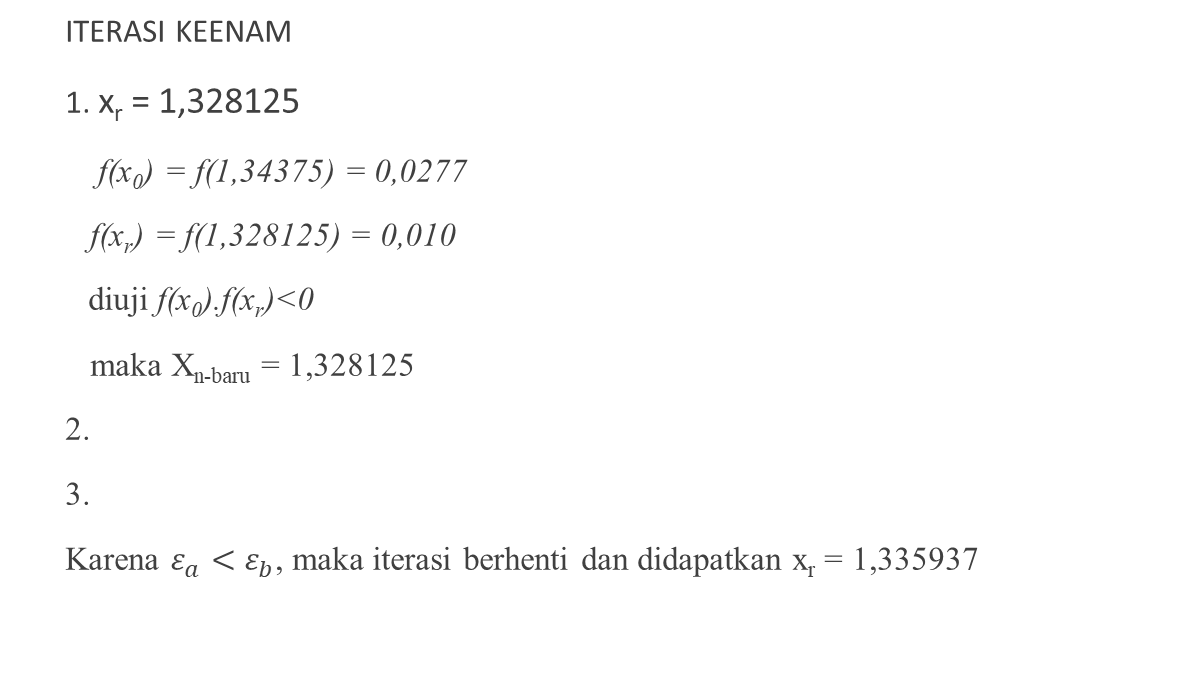 ITERASI KEENAM
1. xᵣ = 1,328125
f(x₀) = f(1,34375) = 0,0277
f(xᵣ) = f(1,328125) = 0,010
diuji f(x₀).f(xᵣ)<0
maka Xn-baru = 1,328125
2.
3.
Karena εₐ < εb, maka iterasi berhenti dan didapatkan xᵣ = 1,335937